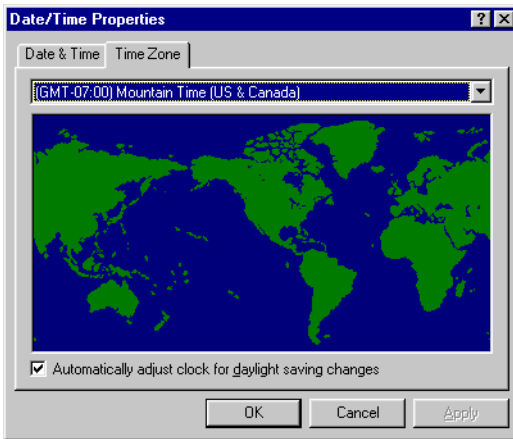 Date/Time Properties
Date & Time Time Zone
(GMT-07:00) Mountain Time (US & Canada)
Automatically adjust clock for daylight saving changes
OK Cancel Apply